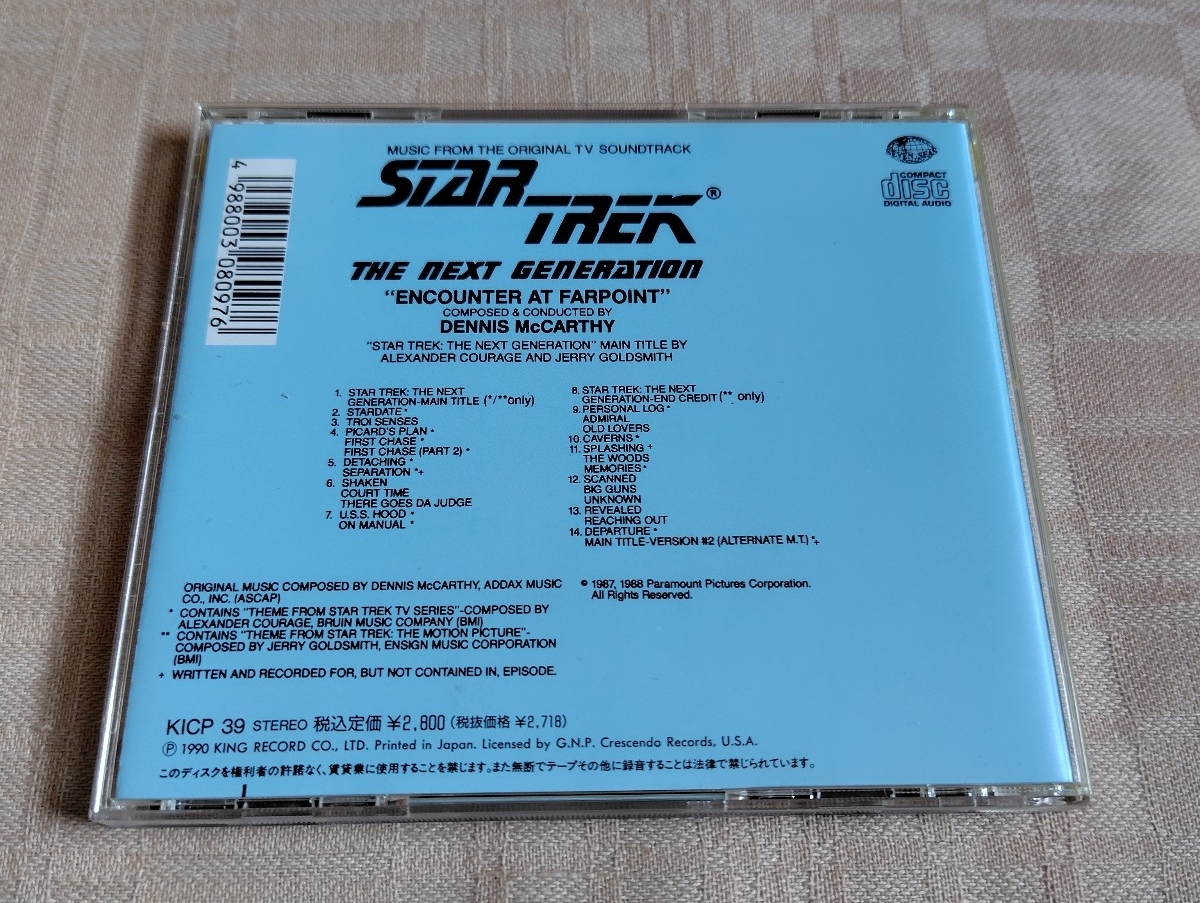 MUSIC FROM THE ORIGINAL TV SOUNDTRACK
STAR
TREK®
THE NEXT GENERATION
"ENCOUNTER AT FARPOINT"
COMPOSED & CONDUCTED BY
DENNIS McCARTHY
"STAR TREK: THE NEXT GENERATION" MAIN TITLE BY
ALEXANDER COURAGE AND JERRY GOLDSMITH
SEVEN SEAS
COMPACT
disc
DIGITAL AUDIO
4 988003 080976
1. STAR TREK: THE NEXT
GENERATION-MAIN TITLE (*/**only)
2. STARDATE *
3. TROI SENSES
4. PICARD'S PLAN *
FIRST CHASE *
FIRST CHASE (PART 2) *
5. DETACHING *
SEPARATION *+
6. SHAKEN
COURT TIME
THERE GOES DA JUDGE
7. U.S.S. HOOD *
ON MANUAL *
8. STAR TREK: THE NEXT
GENERATION-END CREDIT (** only)
9. PERSONAL LOG *
ADMIRAL
OLD LOVERS
10. CAVERNS *
11. SPLASHING +
THE WOODS
MEMORIES *
12. SCANNED
BIG GUNS
UNKNOWN
13. REVEALED
REACHING OUT
14. DEPARTURE *
MAIN TITLE-VERSION #2 (ALTERNATE M.T.) *+
ORIGINAL MUSIC COMPOSED BY DENNIS McCARTHY, ADDAX MUSIC
CO., INC. (ASCAP)
* CONTAINS "THEME FROM STAR TREK TV SERIES"-COMPOSED BY
ALEXANDER COURAGE, BRUIN MUSIC COMPANY (BMI)
** CONTAINS "THEME FROM STAR TREK: THE MOTION PICTURE"-
COMPOSED BY JERRY GOLDSMITH, ENSIGN MUSIC CORPORATION
(BMI)
+ WRITTEN AND RECORDED FOR, BUT NOT CONTAINED IN, EPISODE.
© 1987, 1988 Paramount Pictures Corporation.
All Rights Reserved.
KICP 39 STEREO 税込定価 ¥2,800 (税抜価格 ¥2,718)
Ⓟ 1990 KING RECORD CO., LTD. Printed in Japan. Licensed by G.N.P. Crescendo Records, U.S.A.
このディスクを権利者の許諾なく、賃貸業に使用することを禁じます。また無断でテープその他に録音することは法律で禁じられています。